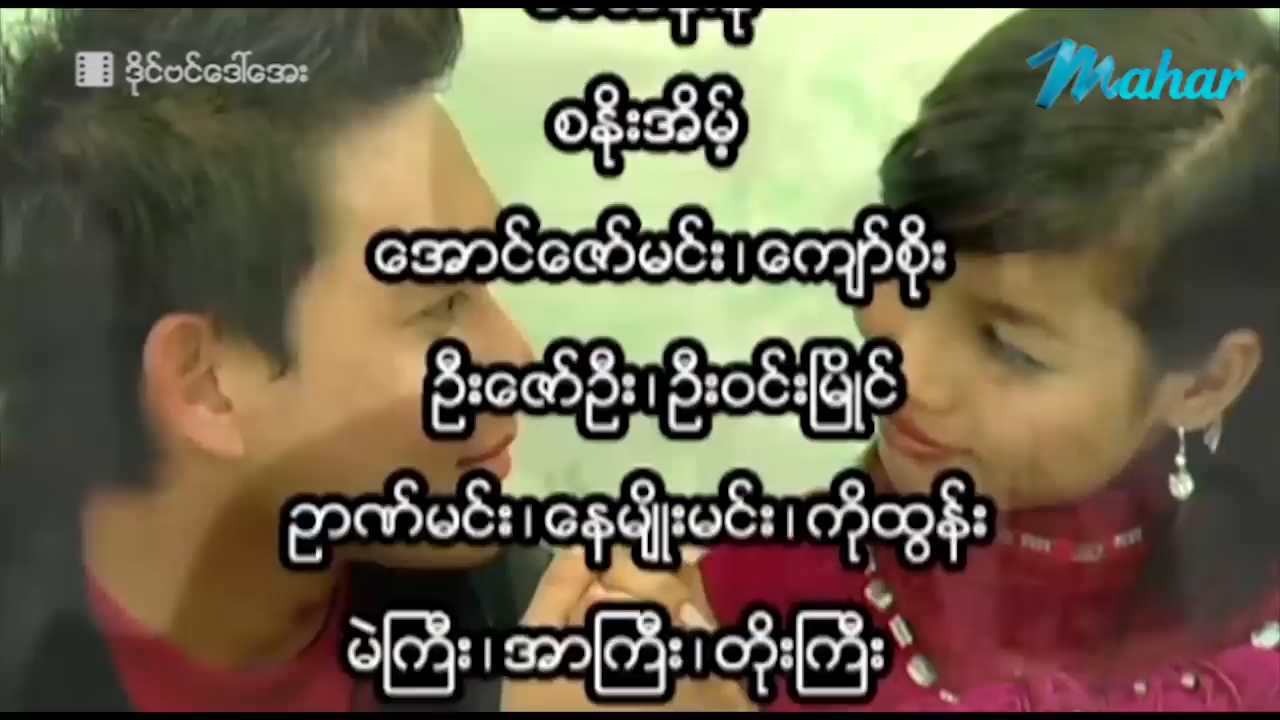 ဒိုင်ဗင်ဒေါ်အေး
Mahar
စနိုးအိမ့်
အောင်ဇော်မင်း၊ ကျော်စိုး
ဦးဇော်ဦး၊ ဦးဝင်းမြိုင်
ဉာဏ်မင်း၊ နေမျိုးမင်း၊ ကိုထွန်း
မဲကြီး၊ အာကြီး၊ တိုးကြီး